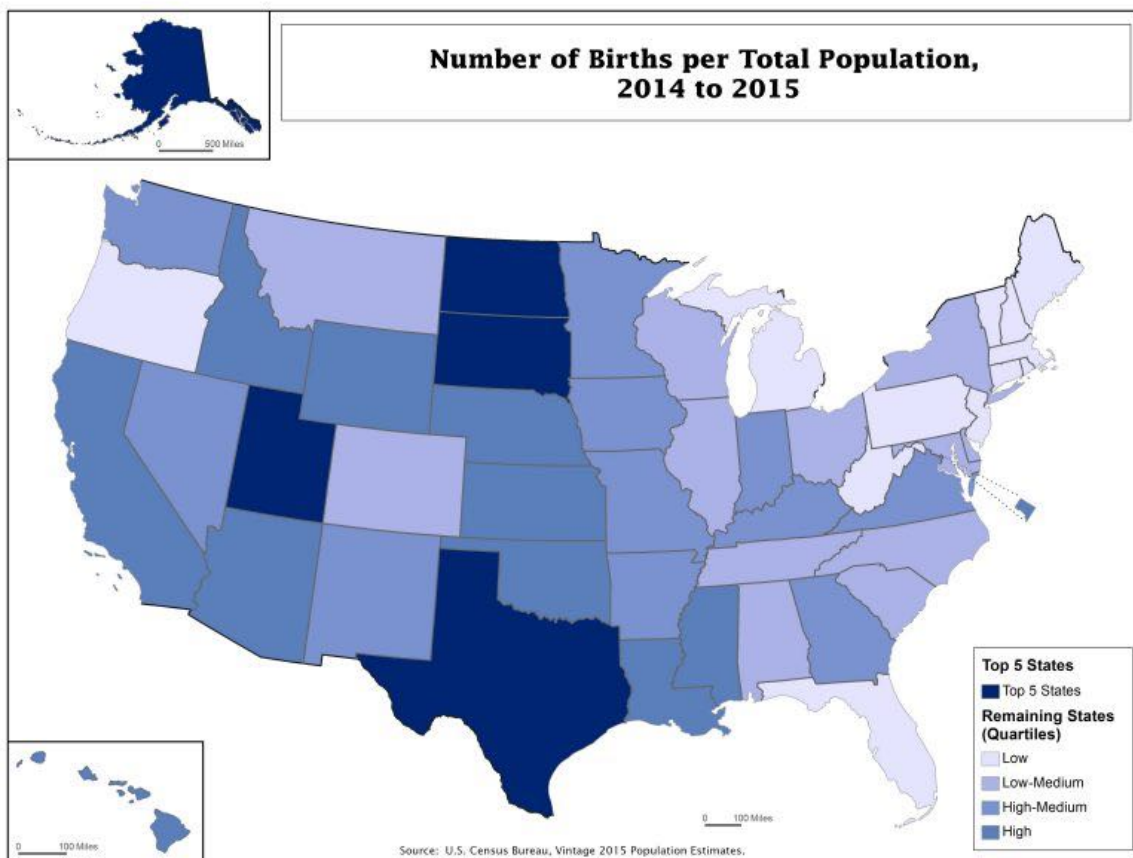 Number of Births per Total Population,
2014 to 2015
0 500 Miles
Top 5 States
Top 5 States
Remaining States
(Quartiles)
Low
Low-Medium
High-Medium
High
0 100 Miles
0 100 Miles
Source: U.S. Census Bureau, Vintage 2015 Population Estimates.